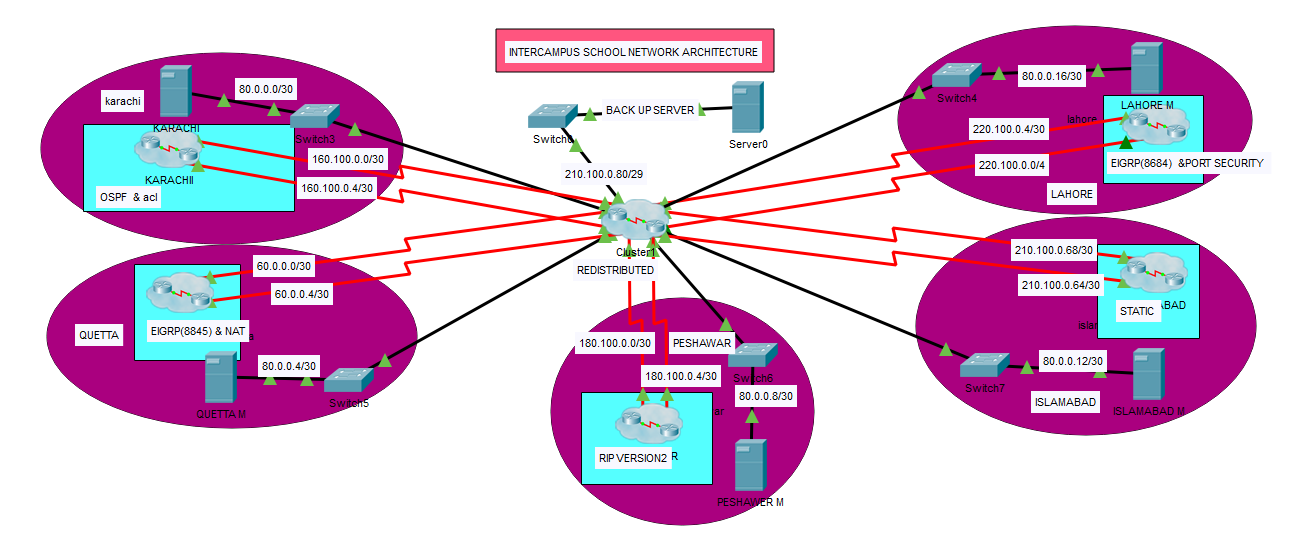 INTERCAMPUS SCHOOL NETWORK ARCHITECTURE
karachi
80.0.0.0/30
KARACHI
Switch3
KARACHII
OSPF & acl
160.100.0.0/30
160.100.0.4/30
BACK UP SERVER
Server0
210.100.0.80/29
Cluster1
REDISTRIBUTED
Switch4
80.0.0.16/30
LAHORE M
lahore
220.100.0.4/30
220.100.0.0/4
EIGRP(8684) &PORT SECURITY
LAHORE
60.0.0.0/30
60.0.0.4/30
QUETTA
EIGRP(8845) & NAT
80.0.0.4/30
QUETTA M
Switch5
180.100.0.0/30
PESHAWAR
180.100.0.4/30
Switch6
80.0.0.8/30
RIP VERSION2
PESHAWER M
210.100.0.68/30
210.100.0.64/30
STATIC
80.0.0.12/30
Switch7
ISLAMABAD
ISLAMABAD M